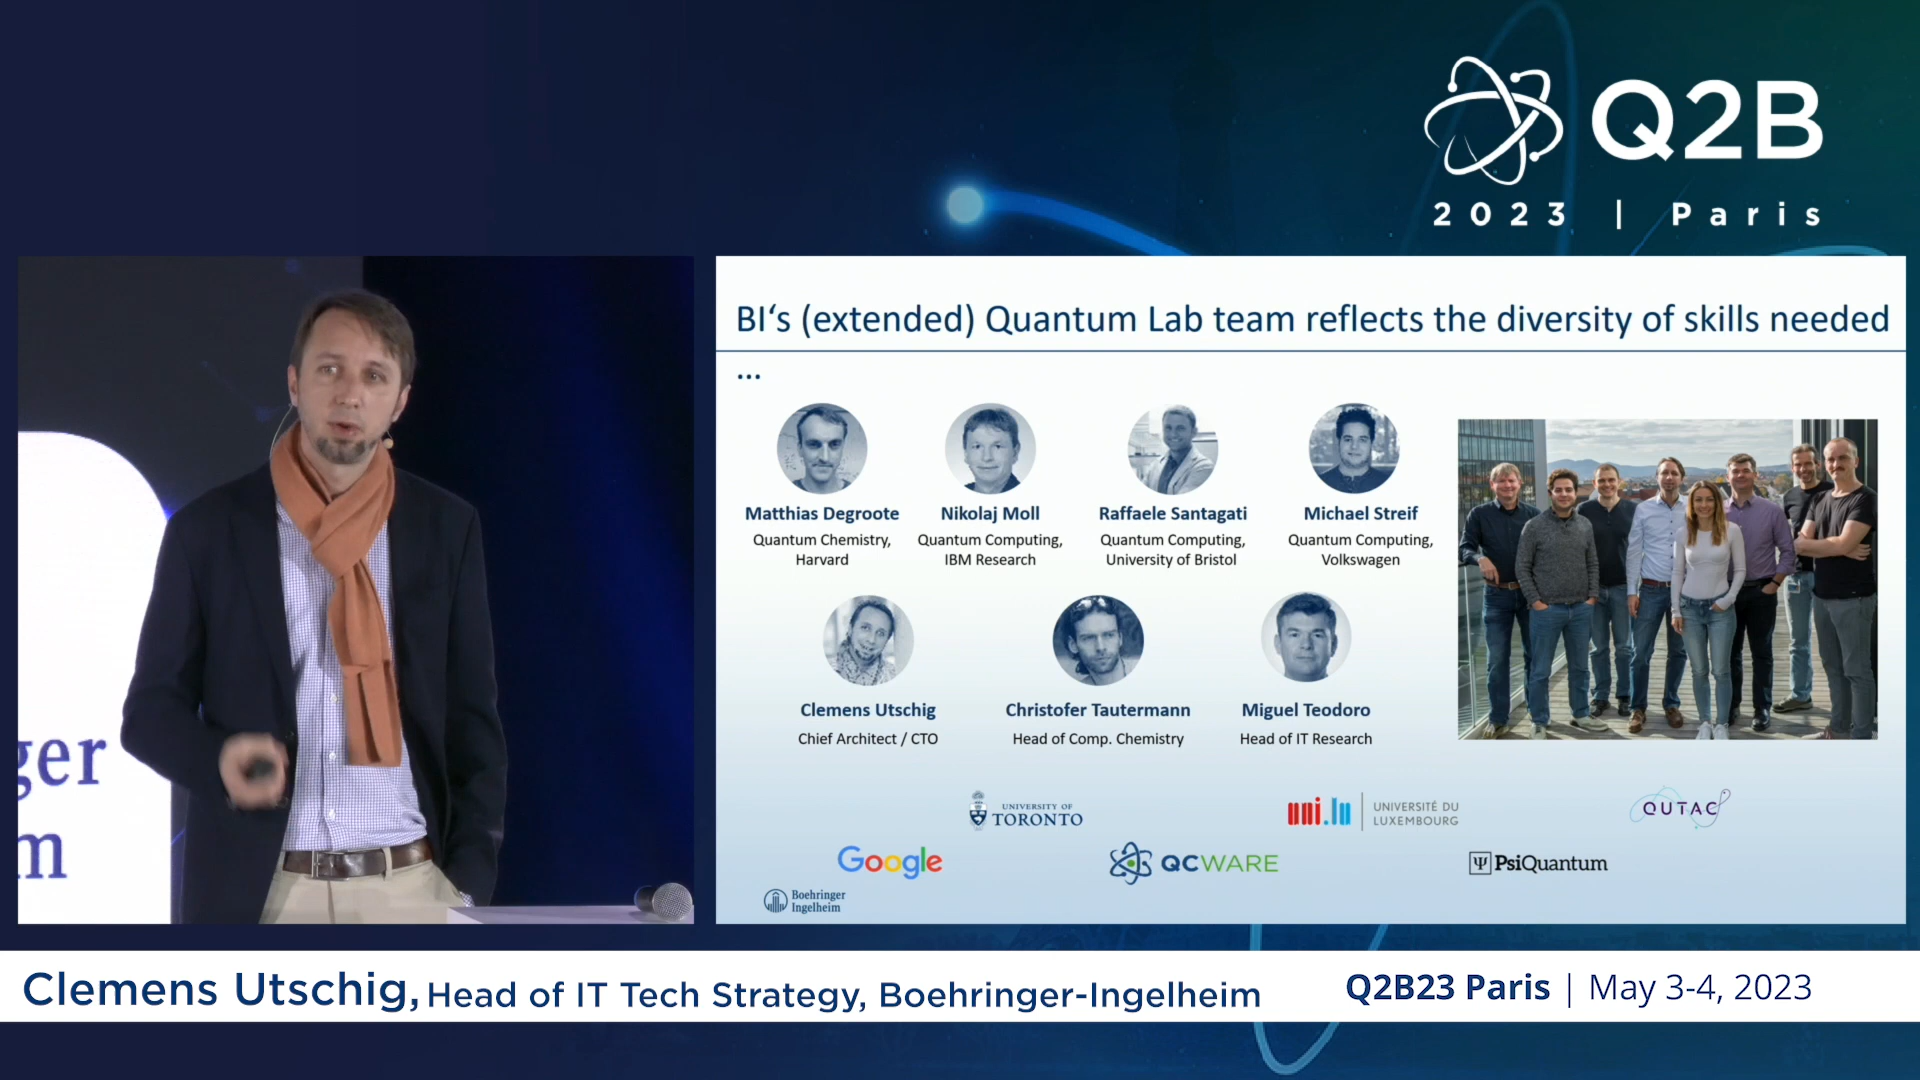 Q2B
2023 | Paris
BI‘s (extended) Quantum Lab team reflects the diversity of skills needed
...
Matthias Degroote
Quantum Chemistry,
Harvard
Nikolaj Moll
Quantum Computing,
IBM Research
Raffaele Santagati
Quantum Computing,
University of Bristol
Michael Streif
Quantum Computing,
Volkswagen
Clemens Utschig
Chief Architect / CTO
Christofer Tautermann
Head of Comp. Chemistry
Miguel Teodoro
Head of IT Research
UNIVERSITY OF
TORONTO
uni.lu
UNIVERSITÉ DU
LUXEMBOURG
QUTAC
Google
QCWARE
PsiQuantum
Boehringer
Ingelheim
ger
m
Clemens Utschig, Head of IT Tech Strategy, Boehringer-Ingelheim
Q2B23 Paris | May 3-4, 2023